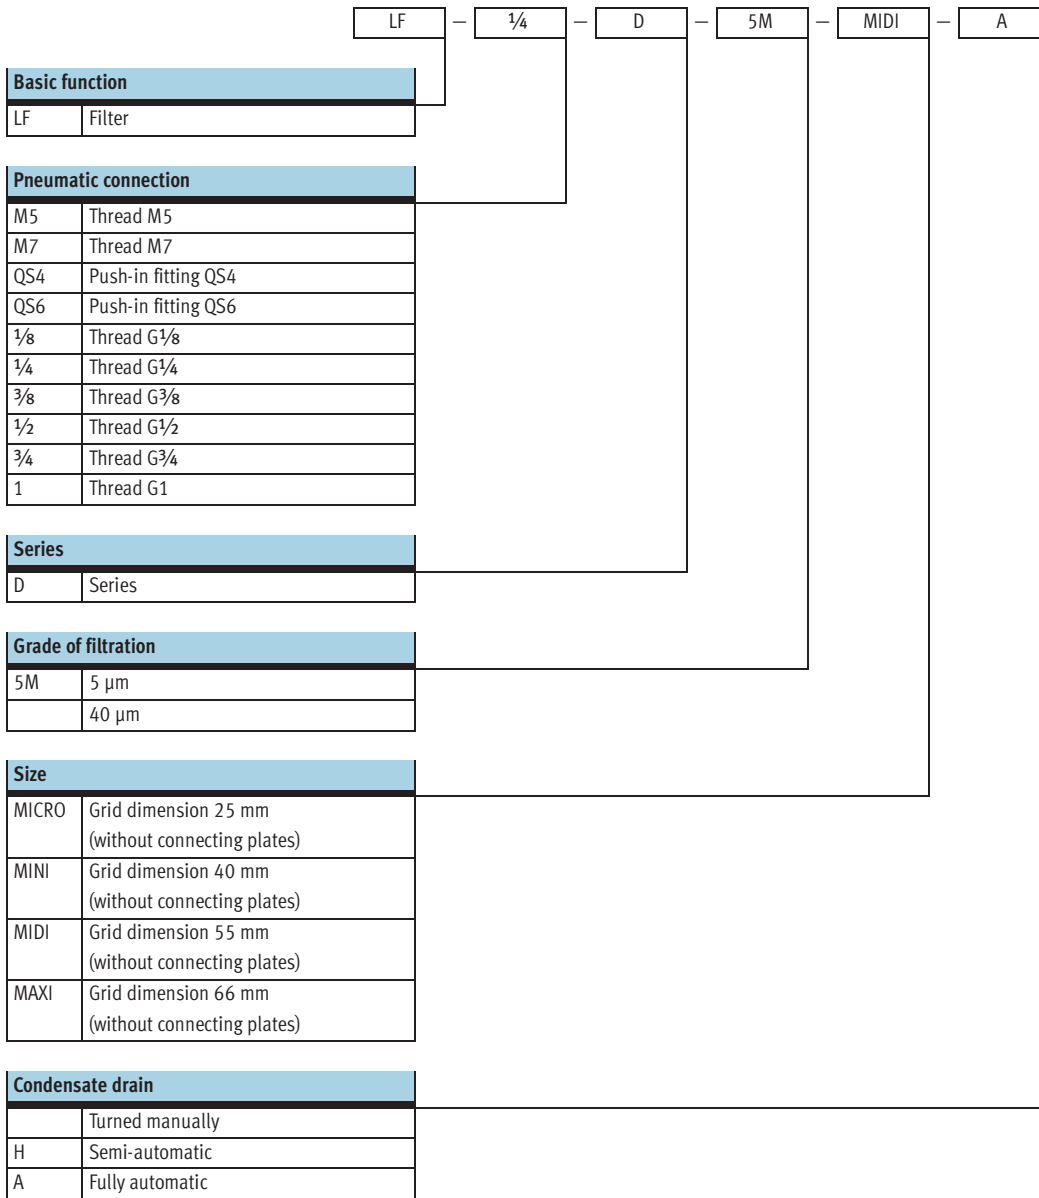 LF – ¼ – D – 5M – MIDI – A
Basic function
LF Filter
Pneumatic connection
M5 Thread M5
M7 Thread M7
QS4 Push-in fitting QS4
QS6 Push-in fitting QS6
⅛ Thread G⅛
¼ Thread G¼
⅜ Thread G⅜
½ Thread G½
¾ Thread G¾
1 Thread G1
Series
D Series
Grade of filtration
5M 5 µm
40 µm
Size
MICRO Grid dimension 25 mm
(without connecting plates)
MINI Grid dimension 40 mm
(without connecting plates)
MIDI Grid dimension 55 mm
(without connecting plates)
MAXI Grid dimension 66 mm
(without connecting plates)
Condensate drain
Turned manually
H Semi-automatic
A Fully automatic